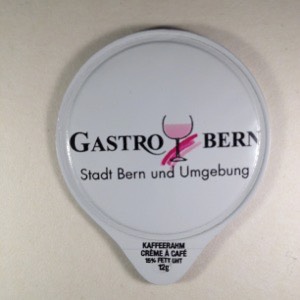 GASTRO BERN
Stadt Bern und Umgebung
KAFFEERAHM
CRÈME À CAFÉ
15% FETT UHT
12g